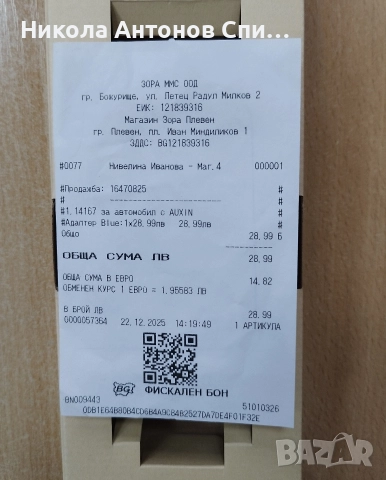 Никола Антонов Спи...
ЗОРА ММС ООД
гр. Божурище, ул. Летец Радул Милков 2
ЕИК: 121839316
Магазин Зора Плевен
гр. Плевен, пл. Иван Миндиликов 1
ЗДДС: BG121839316
#0077 Нивелина Иванова - Маг.4 000001
#Продажба: 16470825 #
# ---------------------- #
#1.14167 за автомобил с AUXIN #
#Адаптер Blue:1x28.99лв 28.99лв #
Общо 28.99 Б
ОБЩА СУМА ЛВ 28.99
ОБЩА СУМА В ЕВРО 14.82
ОБМЕНЕН КУРС 1 ЕВРО = 1.95583 ЛВ
В БРОЙ ЛВ 28.99
0000057364 22.12.2025 14:19:49 1 АРТИКУЛА
BG
ФИСКАЛЕН БОН
BN009443 51010326
bazar